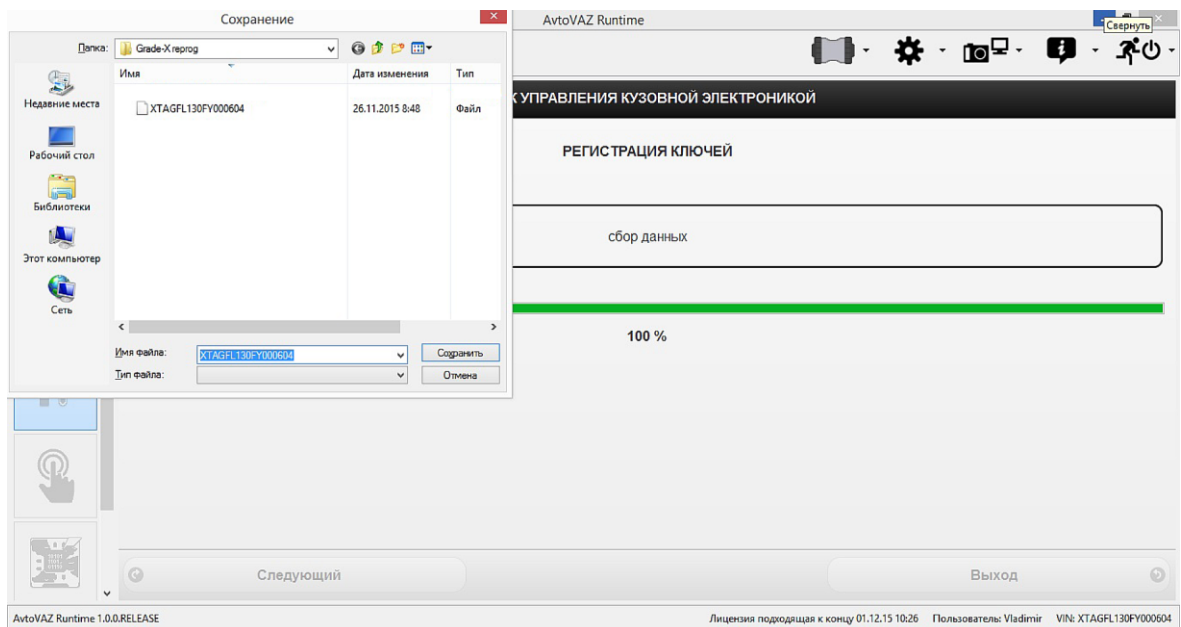 Сохранение
AvtoVAZ Runtime
Свернуть
Папка:
Grade-X reprog
Имя
Дата изменения
Тип
XTAGFL130FY000604
26.11.2015 8:48
Файл
Недавние места
Рабочий стол
Библиотеки
Этот компьютер
Сеть
Имя файла:
XTAGFL130FY000604
Сохранить
Тип файла:
Отмена
К УПРАВЛЕНИЯ КУЗОВНОЙ ЭЛЕКТРОНИКОЙ
РЕГИСТРАЦИЯ КЛЮЧЕЙ
сбор данных
100 %
Следующий
Выход
AvtoVAZ Runtime 1.0.0.RELEASE
Лицензия подходящая к концу 01.12.15 10:26 Пользователь: Vladimir VIN: XTAGFL130FY000604